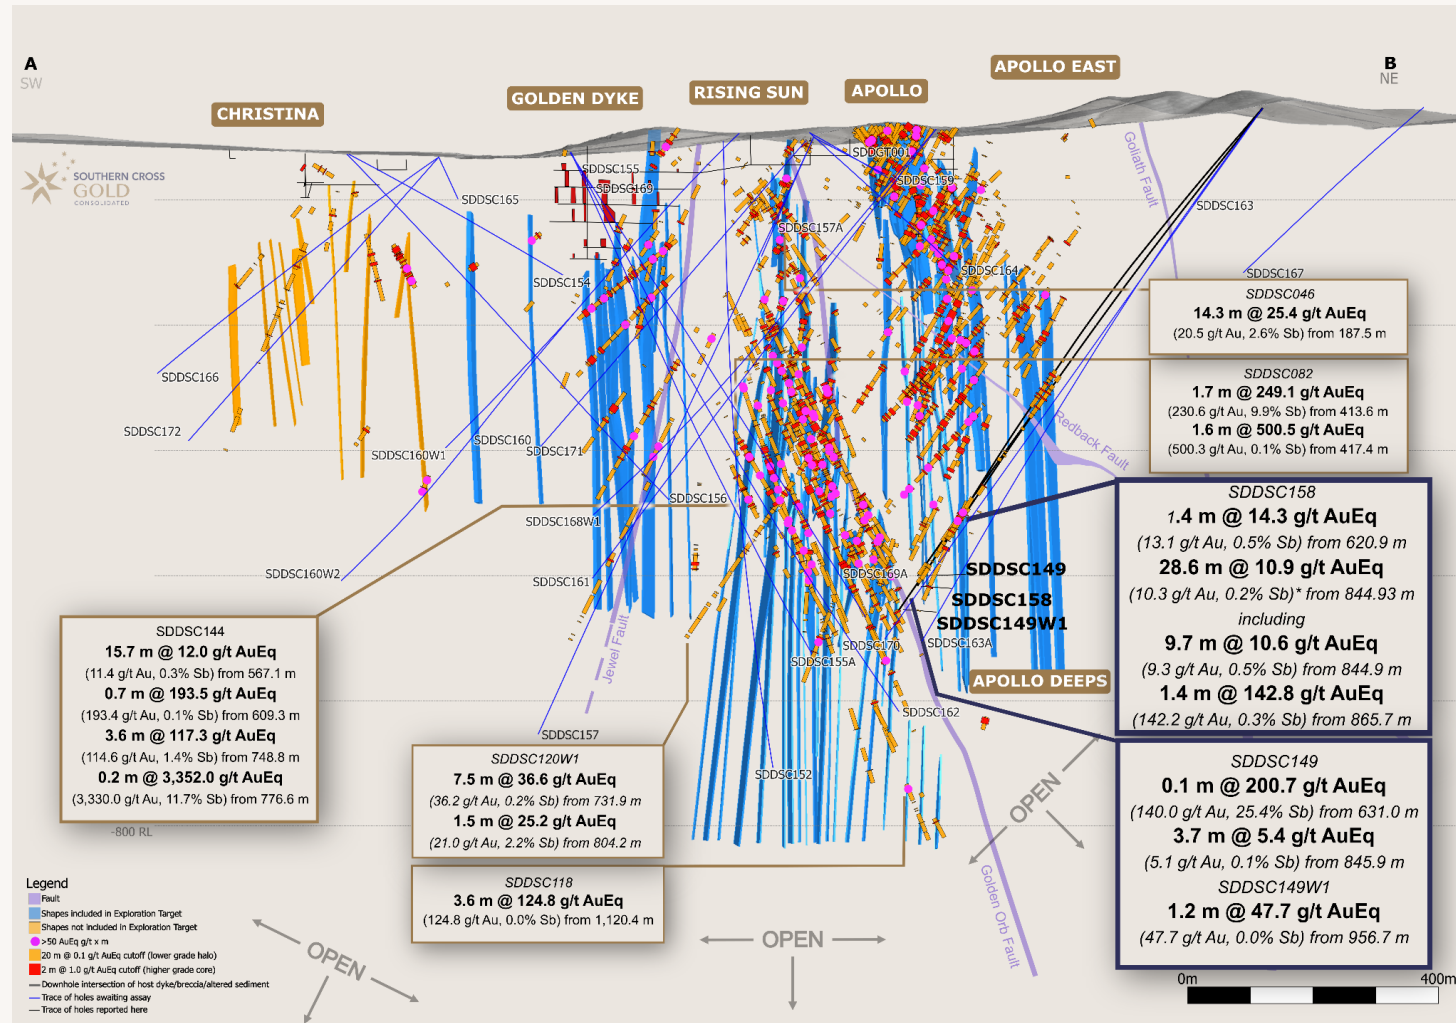 A
SW
B
NE
CHRISTINA
GOLDEN DYKE
RISING SUN
APOLLO
APOLLO EAST
SOUTHERN CROSS
GOLD
CONSOLIDATED
SDDSC155
SDDSC169
SDDSC165
SDDGT001
SDDSC159
SDDSC163
SDDSC157A
SDDSC154
SDDSC164
SDDSC167
Goliath Fault
SDDSC166
SDDSC172
SDDSC160
SDDSC160W1
SDDSC171
SDDSC156
SDDSC168W1
SDDSC160W2
SDDSC161
Redback Fault
SDDSC169A
SDDSC149
SDDSC158
SDDSC149W1
SDDSC170
SDDSC163A
SDDSC155A
APOLLO DEEPS
SDDSC162
SDDSC157
SDDSC152
Jewel Fault
Golden Orb Fault
SDDSC046
14.3 m @ 25.4 g/t AuEq
(20.5 g/t Au, 2.6% Sb) from 187.5 m
SDDSC082
1.7 m @ 249.1 g/t AuEq
(230.6 g/t Au, 9.9% Sb) from 413.6 m
1.6 m @ 500.5 g/t AuEq
(500.3 g/t Au, 0.1% Sb) from 417.4 m
SDDSC158
1.4 m @ 14.3 g/t AuEq
(13.1 g/t Au, 0.5% Sb) from 620.9 m
28.6 m @ 10.9 g/t AuEq
(10.3 g/t Au, 0.2% Sb)* from 844.93 m
including
9.7 m @ 10.6 g/t AuEq
(9.3 g/t Au, 0.5% Sb) from 844.9 m
1.4 m @ 142.8 g/t AuEq
(142.2 g/t Au, 0.3% Sb) from 865.7 m
SDDSC149
0.1 m @ 200.7 g/t AuEq
(140.0 g/t Au, 25.4% Sb) from 631.0 m
3.7 m @ 5.4 g/t AuEq
(5.1 g/t Au, 0.1% Sb) from 845.9 m
SDDSC149W1
1.2 m @ 47.7 g/t AuEq
(47.7 g/t Au, 0.0% Sb) from 956.7 m
SDDSC144
15.7 m @ 12.0 g/t AuEq
(11.4 g/t Au, 0.3% Sb) from 567.1 m
0.7 m @ 193.5 g/t AuEq
(193.4 g/t Au, 0.1% Sb) from 609.3 m
3.6 m @ 117.3 g/t AuEq
(114.6 g/t Au, 1.4% Sb) from 748.8 m
0.2 m @ 3,352.0 g/t AuEq
(3,330.0 g/t Au, 11.7% Sb) from 776.6 m
SDDSC120W1
7.5 m @ 36.6 g/t AuEq
(36.2 g/t Au, 0.2% Sb) from 731.9 m
1.5 m @ 25.2 g/t AuEq
(21.0 g/t Au, 2.2% Sb) from 804.2 m
SDDSC118
3.6 m @ 124.8 g/t AuEq
(124.8 g/t Au, 0.0% Sb) from 1,120.4 m
-800 RL
OPEN
OPEN
OPEN
Legend
Fault
Shapes included in Exploration Target
Shapes not included in Exploration Target
>50 AuEq g/t x m
20 m @ 0.1 g/t AuEq cutoff (lower grade halo)
2 m @ 1.0 g/t AuEq cutoff (higher grade core)
Downhole intersection of host dyke/breccia/altered sediment
Trace of holes awaiting assay
Trace of holes reported here
0m
400m